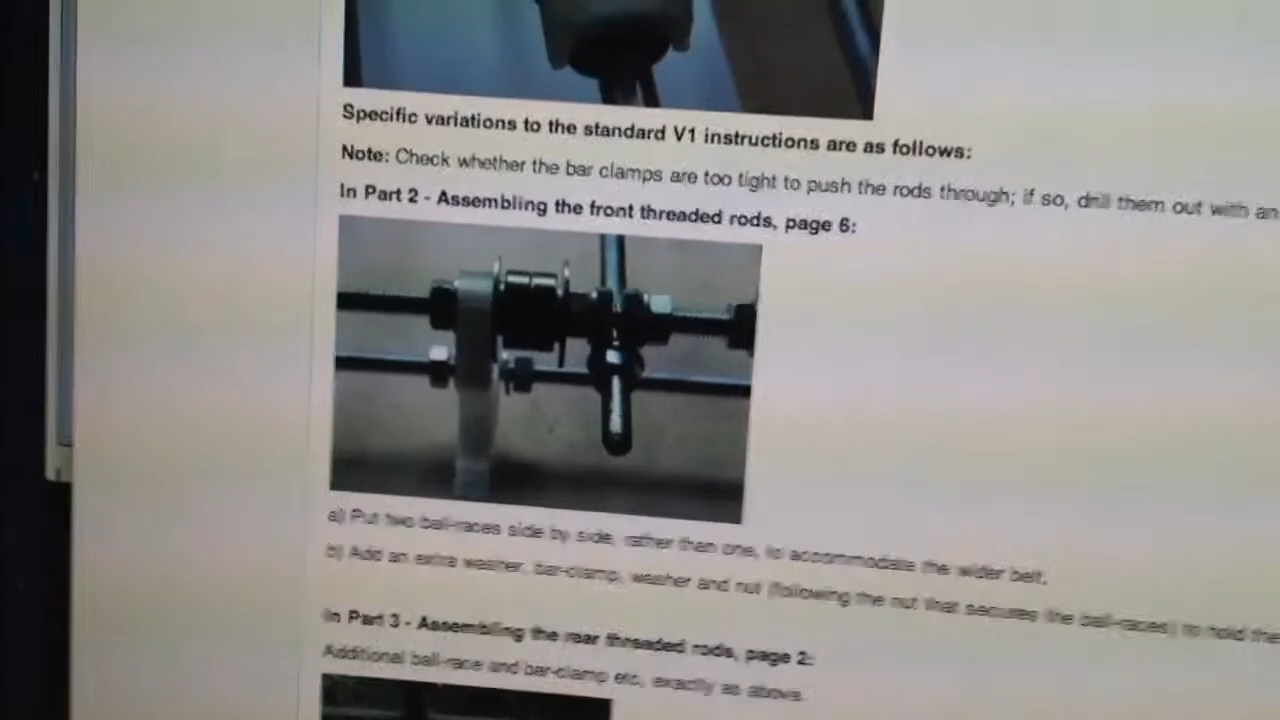 Specific variations to the standard V1 instructions are as follows:
Note: Check whether the bar clamps are too tight to push the rods through; if so, drill them out with an
In Part 2 - Assembling the front threaded rods, page 6:
a) Put two ball-races side by side, rather than one, to accommodate the wider belt,
b) Add an extra washer, bar-clamp, washer and nut (following the nut that secures the ball-races) to hold the
In Part 3 - Assembling the rear threaded rods, page 2:
Additional ball-race and bar-clamp etc, exactly as above.